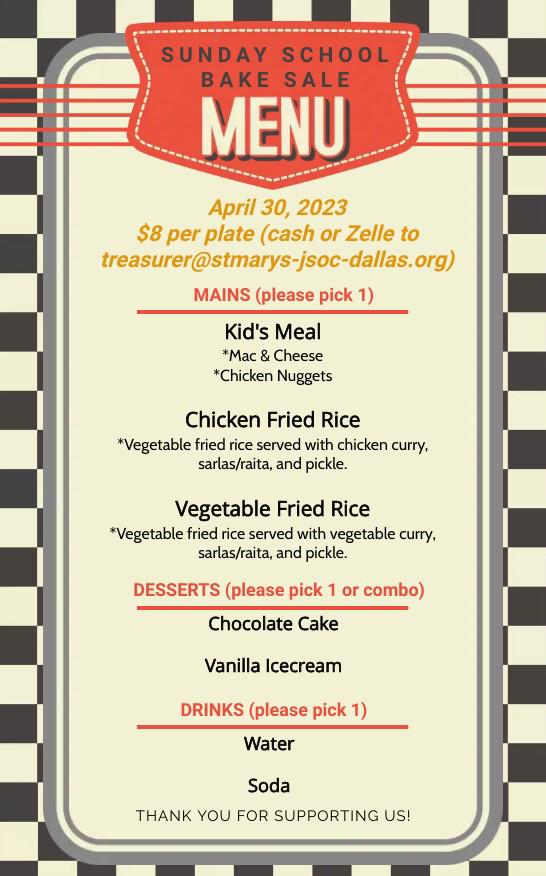 SUNDAY SCHOOL
BAKE SALE
MENU
April 30, 2023
$8 per plate (cash or Zelle to
treasurer@stmarys-jsoc-dallas.org)
MAINS (please pick 1)
Kid's Meal
*Mac & Cheese
*Chicken Nuggets
Chicken Fried Rice
*Vegetable fried rice served with chicken curry,
sarlas/raita, and pickle.
Vegetable Fried Rice
*Vegetable fried rice served with vegetable curry,
sarlas/raita, and pickle.
DESSERTS (please pick 1 or combo)
Chocolate Cake
Vanilla Icecream
DRINKS (please pick 1)
Water
Soda
THANK YOU FOR SUPPORTING US!